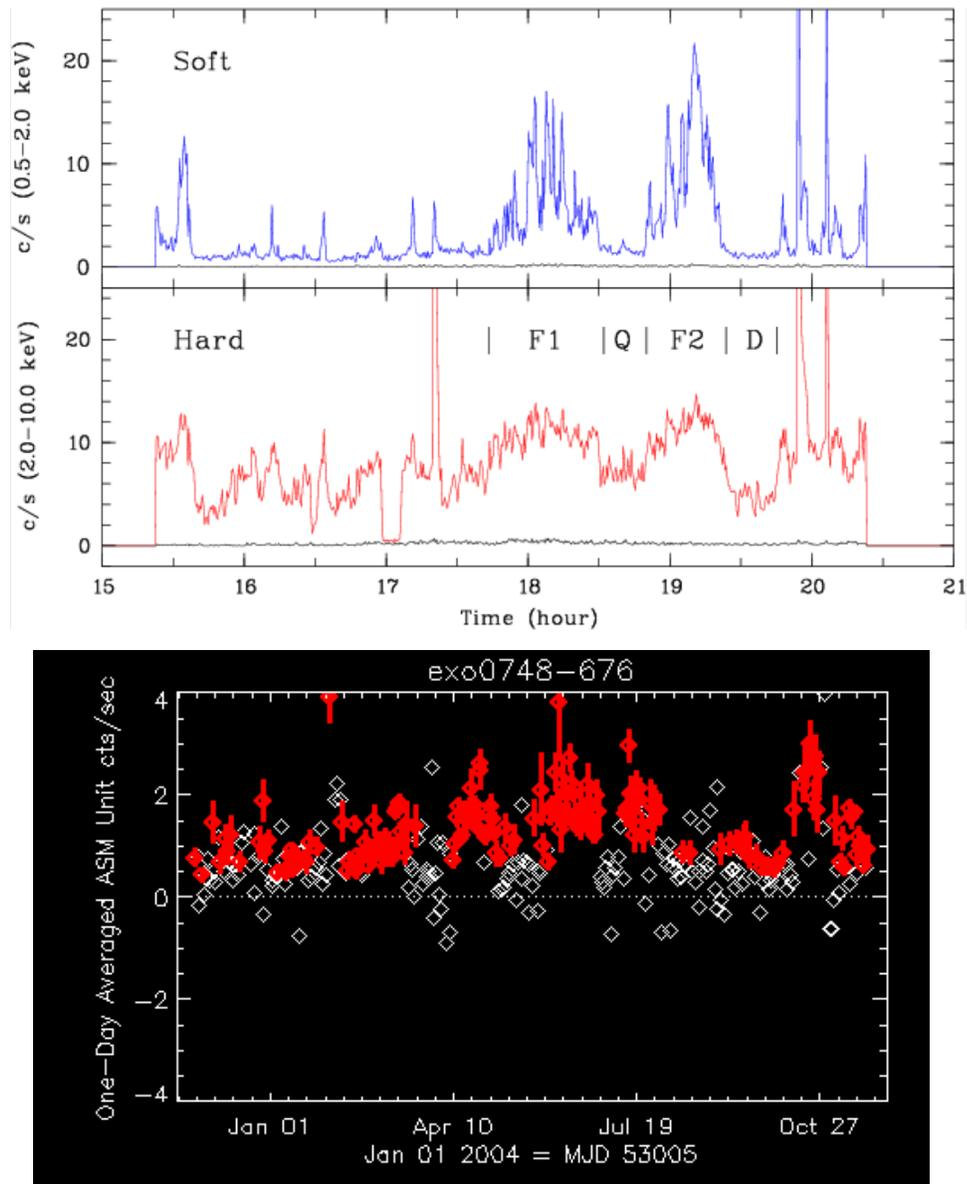 c/s (0.5−2.0 keV)
20
10
0
Soft
c/s (2.0−10.0 keV)
20
10
0
Hard
| F1 | Q | F2 | D |
15 16 17 18 19 20 21
Time (hour)
exo0748−676
One−Day Averaged ASM Unit cts/sec
4
2
0
−2
−4
Jan 01 Apr 10 Jul 19 Oct 27
Jan 01 2004 = MJD 53005